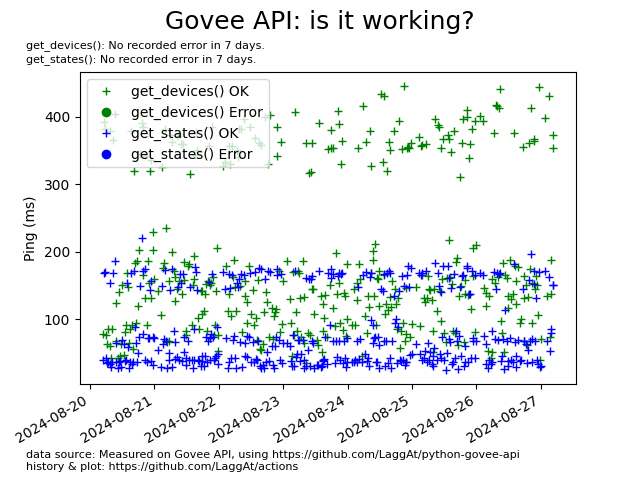 Govee API: is it working?
get_devices(): No recorded error in 7 days.
get_states(): No recorded error in 7 days.
get_devices() OK
get_devices() Error
get_states() OK
get_states() Error
Ping (ms)
400
300
200
100
2024-08-20
2024-08-21
2024-08-22
2024-08-23
2024-08-24
2024-08-25
2024-08-26
2024-08-27
data source: Measured on Govee API, using https://github.com/LaggAt/python-govee-api
history & plot: https://github.com/LaggAt/actions